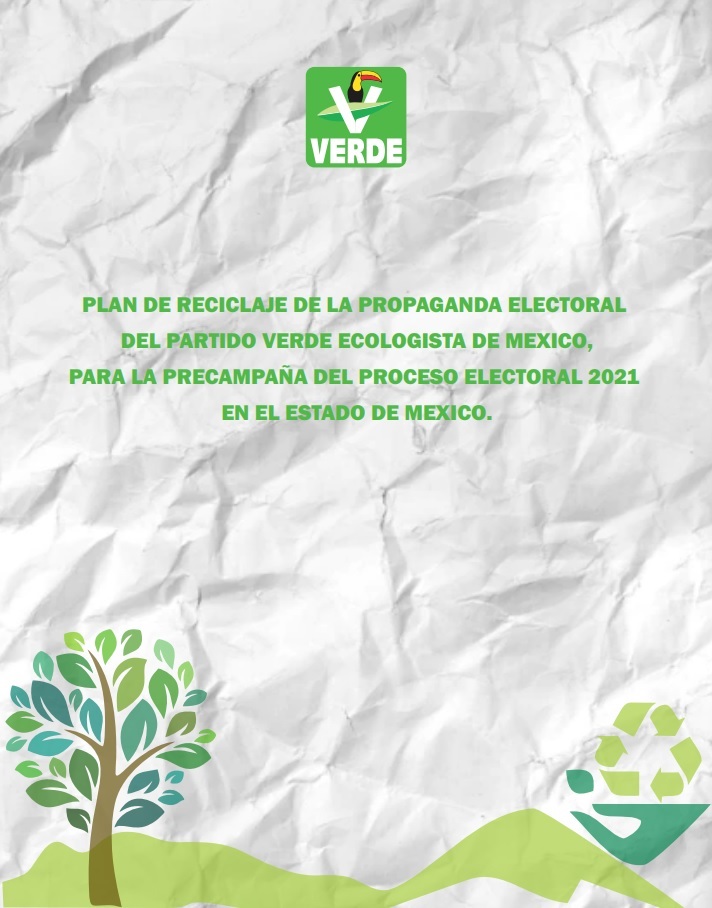 V
VERDE
PLAN DE RECICLAJE DE LA PROPAGANDA ELECTORAL
DEL PARTIDO VERDE ECOLOGISTA DE MEXICO,
PARA LA PRECAMPAÑA DEL PROCESO ELECTORAL 2021
EN EL ESTADO DE MEXICO.